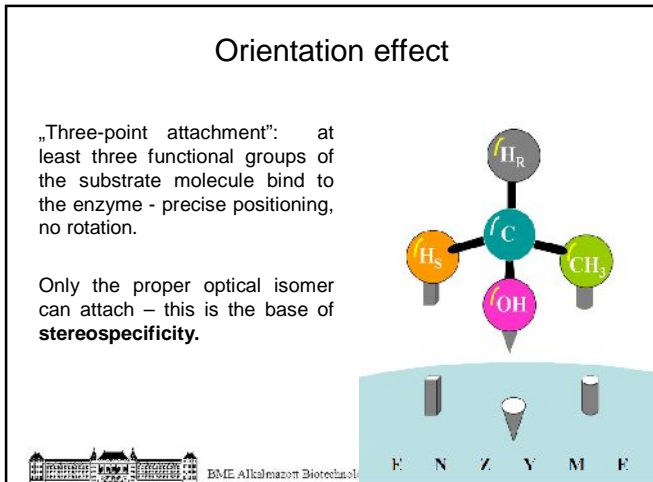 Orientation effect
„Three-point attachment”: at
least three functional groups of
the substrate molecule bind to
the enzyme - precise positioning,
no rotation.
Only the proper optical isomer
can attach – this is the base of
stereospecificity.
H_R
C
H_S
CH_3
OH
E N Z Y M E
BME Alkalmazott Biotechnol